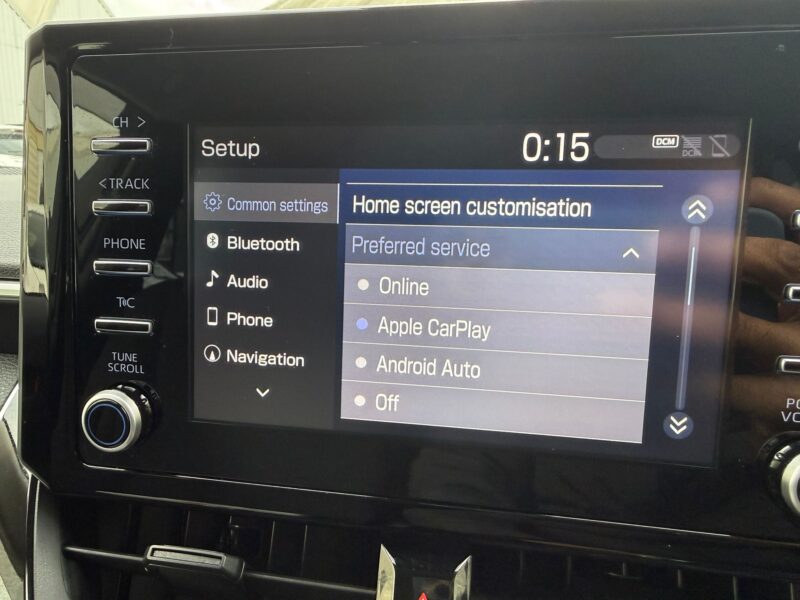 CH >
< TRACK
PHONE
TUNE
SCROLL
Setup
0:15
DCM
DCM
Common settings
Bluetooth
Audio
Phone
Navigation
Home screen customisation
Preferred service
Online
Apple CarPlay
Android Auto
Off